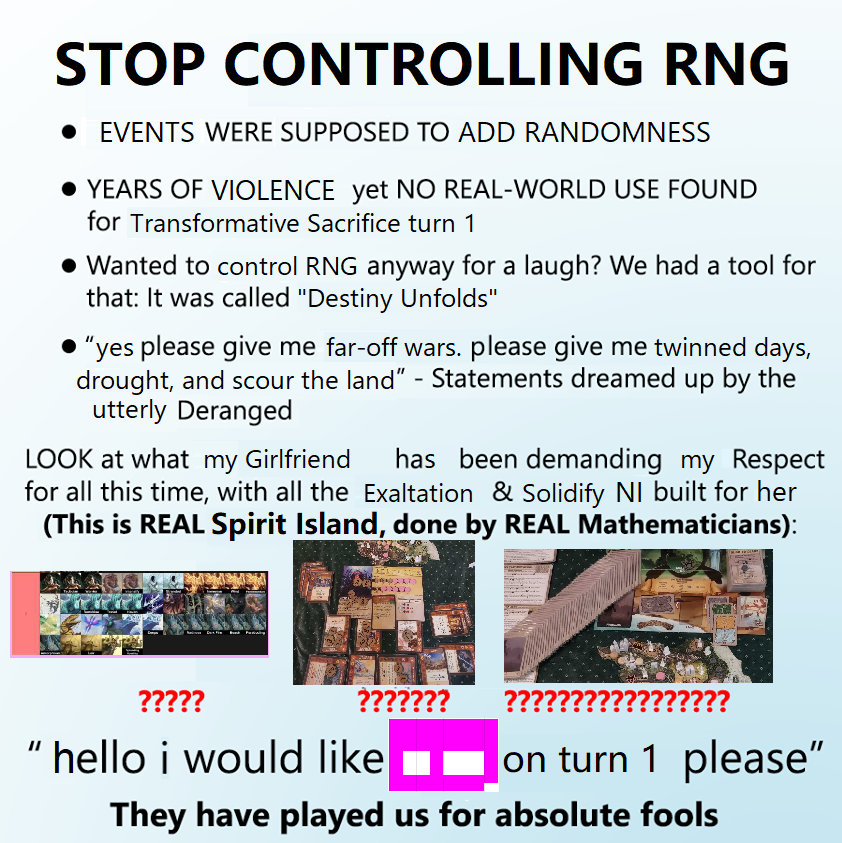 STOP CONTROLLING RNG
● EVENTS WERE SUPPOSED TO ADD RANDOMNESS
● YEARS OF VIOLENCE yet NO REAL-WORLD USE FOUND
for Transformative Sacrifice turn 1
● Wanted to control RNG anyway for a laugh? We had a tool for
that: It was called "Destiny Unfolds"
● “yes please give me far-off wars. please give me twinned days,
drought, and scour the land” - Statements dreamed up by the
utterly Deranged
LOOK at what my Girlfriend has been demanding my Respect
for all this time, with all the Exaltation & Solidify NI built for her
(This is REAL Spirit Island, done by REAL Mathematicians):
?????
???????
?????????????????
“ hello i would like on turn 1 please”
They have played us for absolute fools